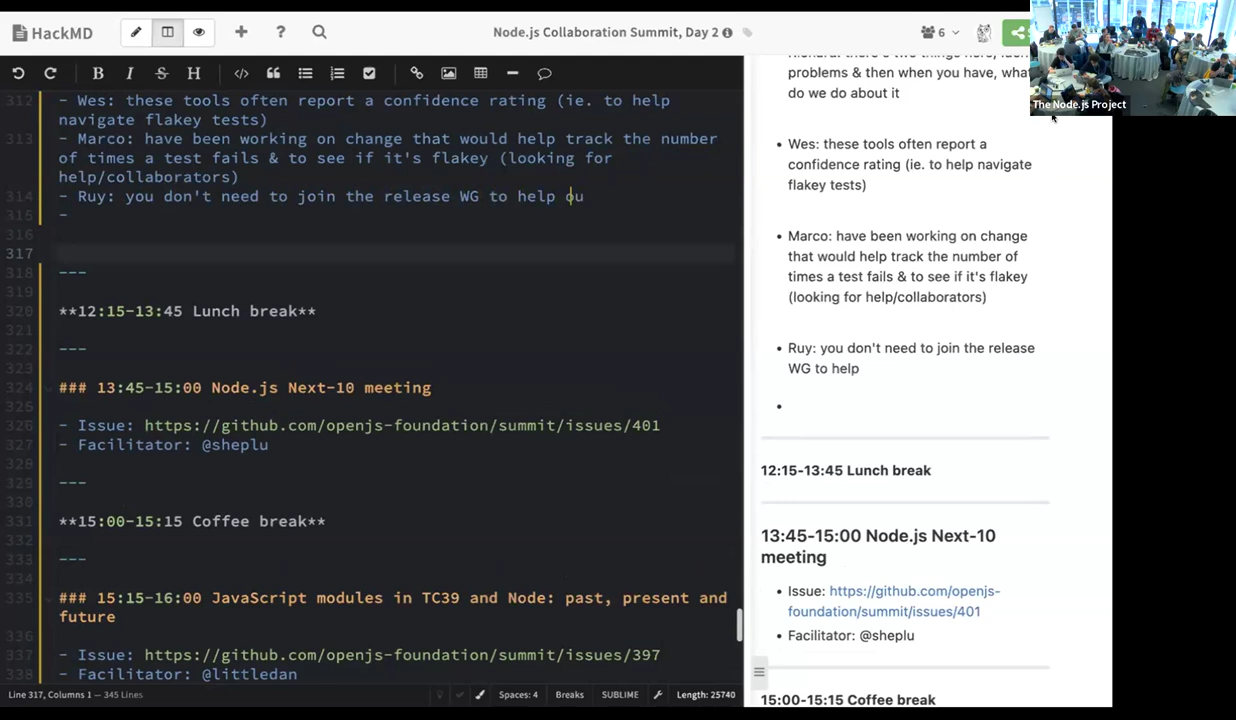 HackMD
Node.js Collaboration Summit, Day 2
6
The Node.js Project
312 - Wes: these tools often report a confidence rating (ie. to help
navigate flakey tests)
313 - Marco: have been working on change that would help track the number
of times a test fails & to see if it's flakey (looking for
help/collaborators)
314 - Ruy: you don't need to join the release WG to help ou
315 -
316
317
318 ---
319
320 **12:15-13:45 Lunch break**
321
322 ---
323
324 ### 13:45-15:00 Node.js Next-10 meeting
325
326 - Issue: https://github.com/openjs-foundation/summit/issues/401
327 - Facilitator: @sheplu
328
329 ---
330
331 **15:00-15:15 Coffee break**
332
333 ---
334
335 ### 15:15-16:00 JavaScript modules in TC39 and Node: past, present and
future
336
337 - Issue: https://github.com/openjs-foundation/summit/issues/397
338 - Facilitator: @littledan
Line 317, Columns 1 — 345 Lines
Spaces: 4
Breaks
SUBLIME
Length: 25740
problems & then when you have, what
do we do about it
• Wes: these tools often report a
confidence rating (ie. to help navigate
flakey tests)
• Marco: have been working on change
that would help track the number of
times a test fails & to see if it's flakey
(looking for help/collaborators)
• Ruy: you don't need to join the release
WG to help
•
12:15-13:45 Lunch break
13:45-15:00 Node.js Next-10
meeting
• Issue: https://github.com/openjs-
foundation/summit/issues/401
• Facilitator: @sheplu
15:00-15:15 Coffee break